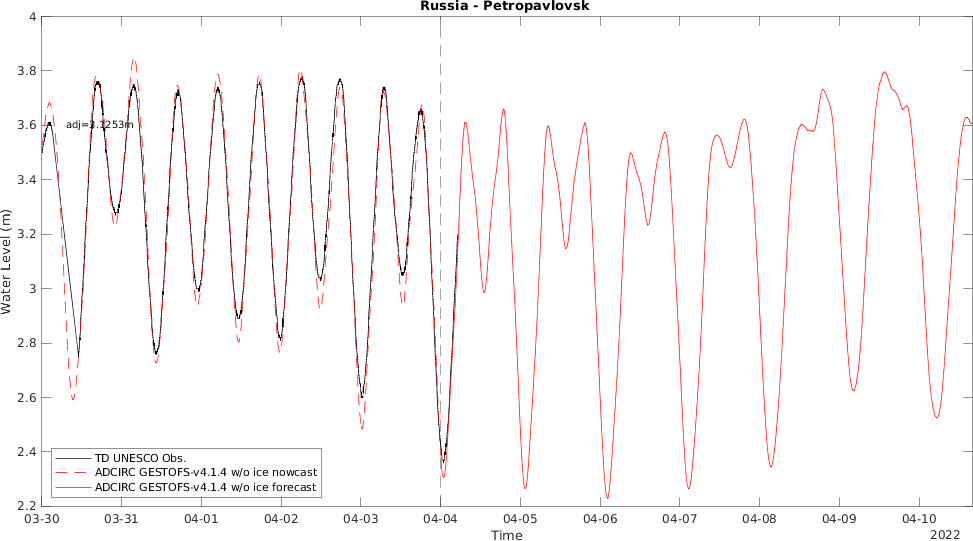 Russia - Petropavlovsk
4
3.8
3.6
3.4
3.2
3
2.8
2.6
2.4
2.2
Water Level (m)
adj=3.1253m
TD UNESCO Obs.
ADCIRC GESTOFS-v4.1.4 w/o ice nowcast
ADCIRC GESTOFS-v4.1.4 w/o ice forecast
03-30 03-31 04-01 04-02 04-03 04-04 04-05 04-06 04-07 04-08 04-09 04-10
2022
Time